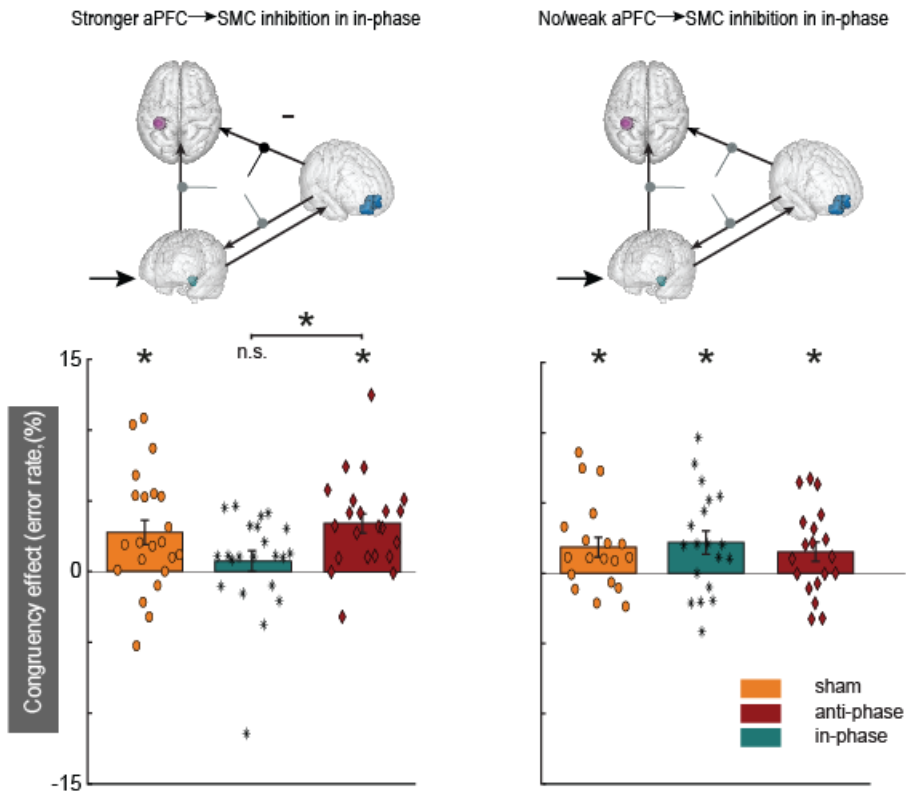 Stronger aPFC→SMC inhibition in in-phase
No/weak aPFC→SMC inhibition in in-phase
–
*
* n.s. *
* * *
15
0
-15
Congruency effect (error rate,(%)
sham
anti-phase
in-phase